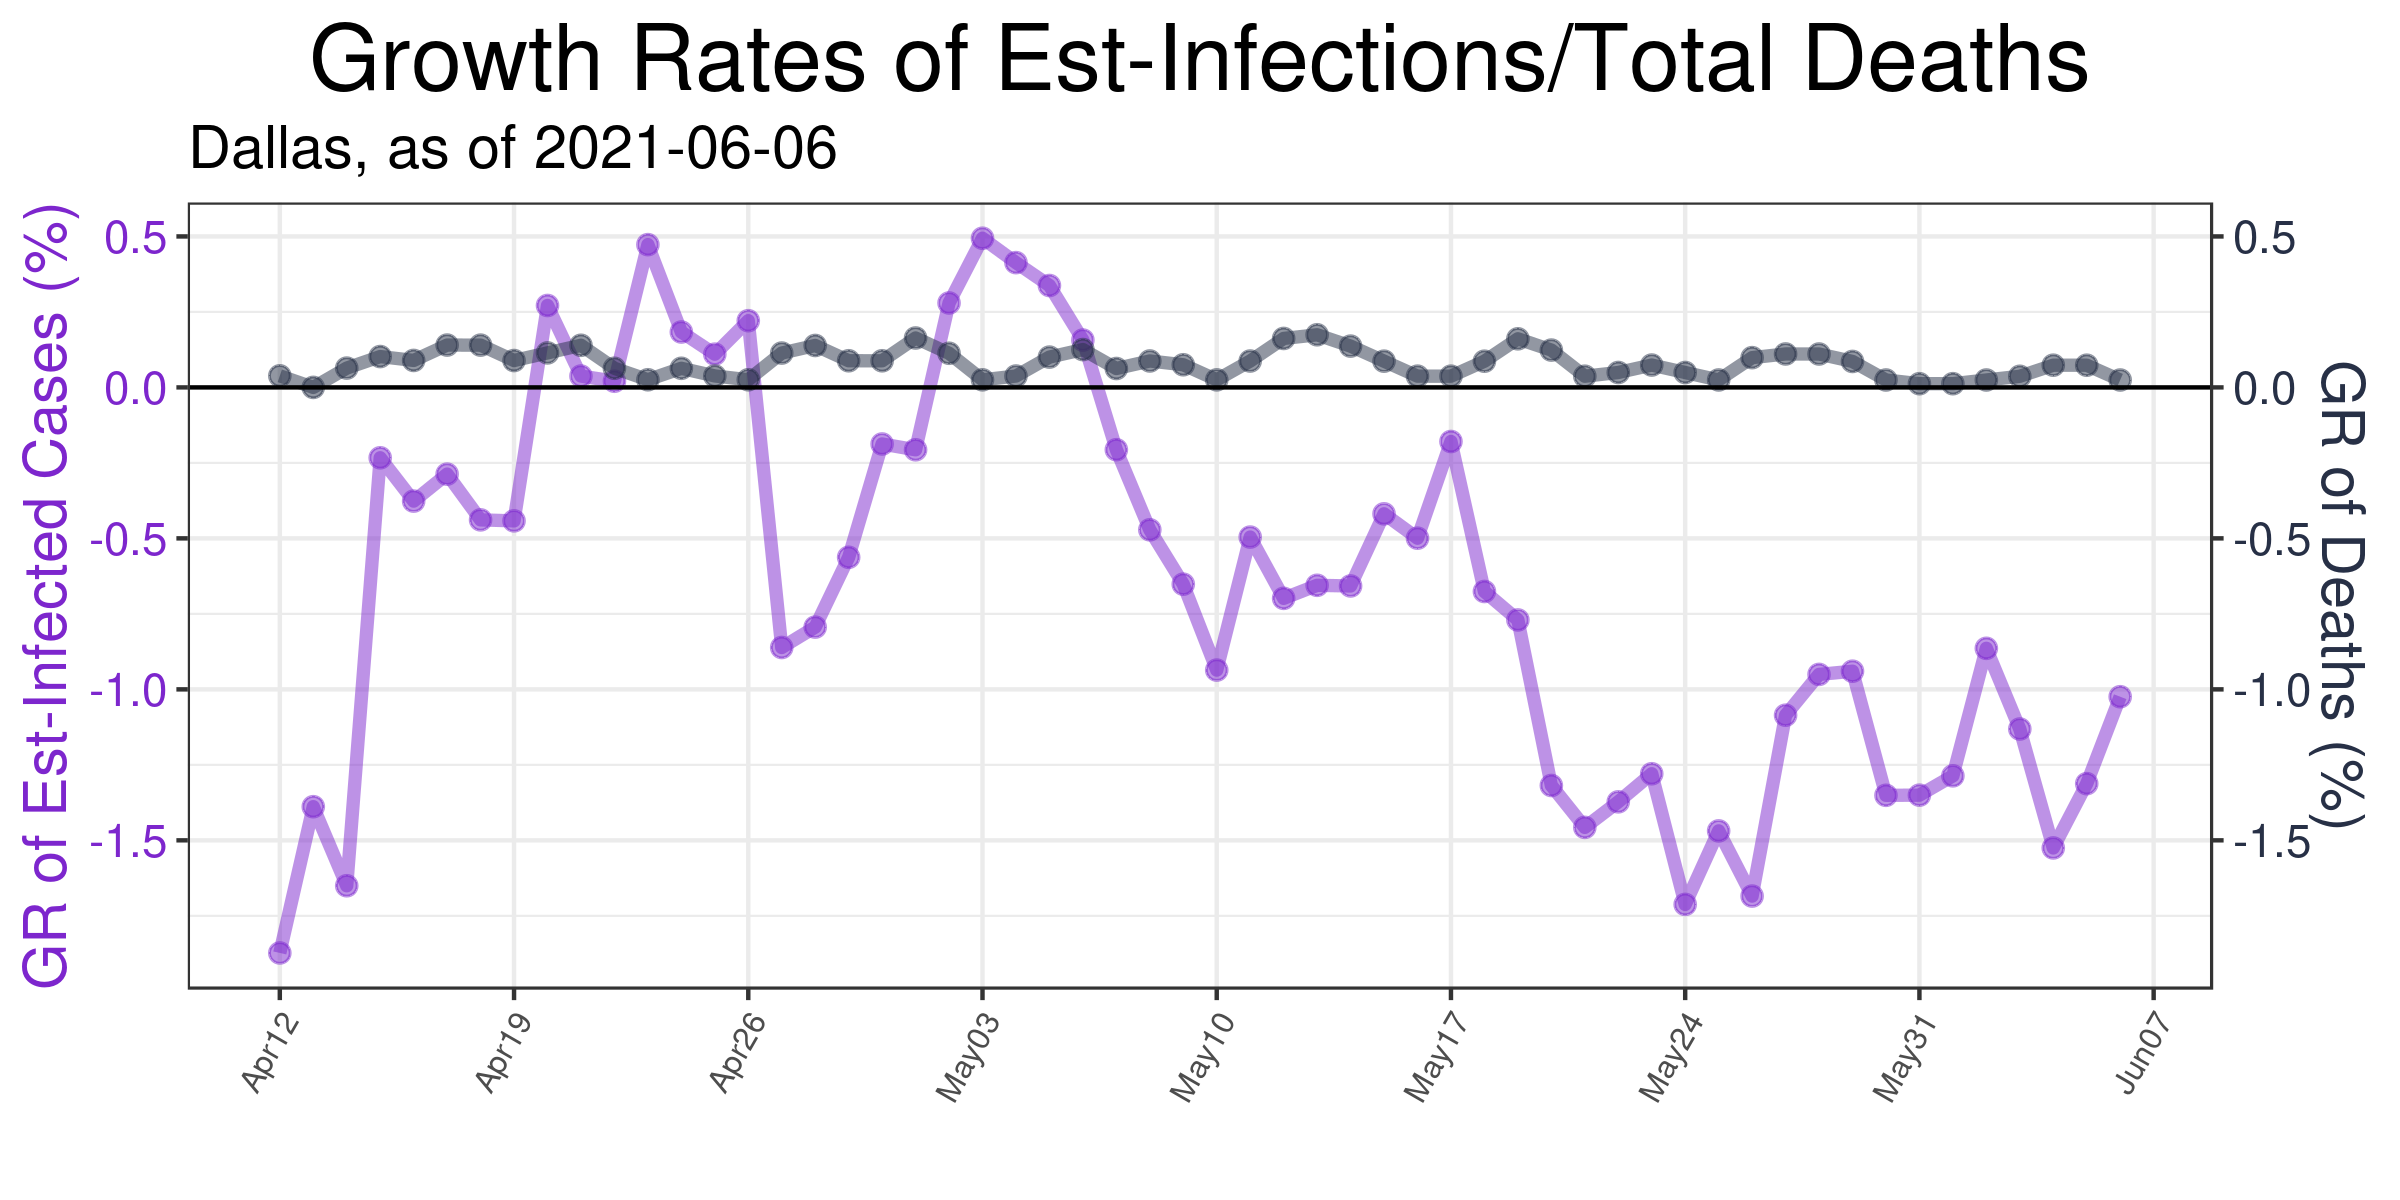 Growth Rates of Est-Infections/Total Deaths
Dallas, as of 2021-06-06
GR of Est-Infected Cases (%)
0.5
0.0
-0.5
-1.0
-1.5
0.5
0.0
-0.5
-1.0
-1.5
GR of Deaths (%)
Apr12
Apr19
Apr26
May03
May10
May17
May24
May31
Jun07